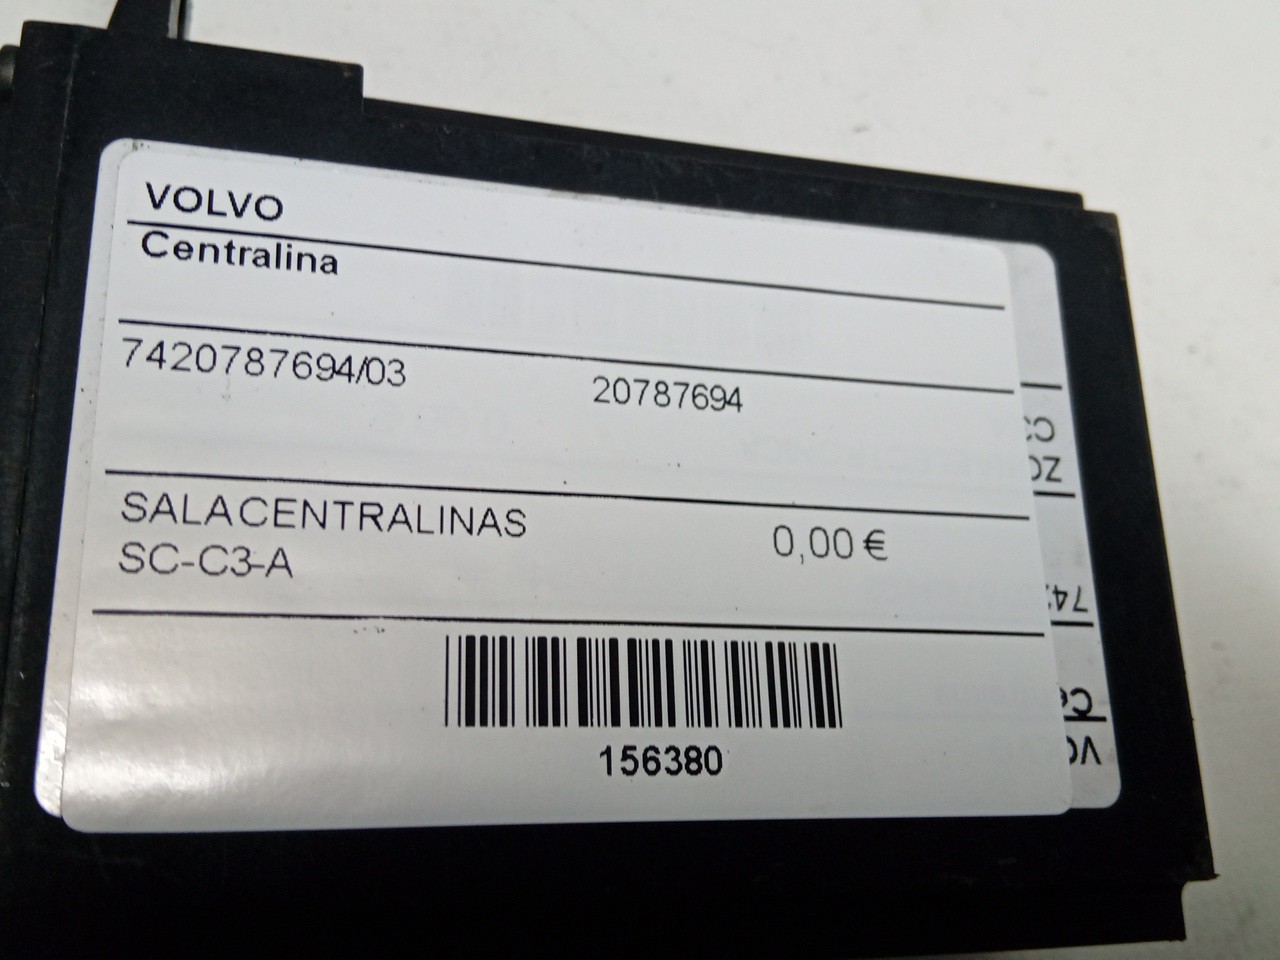 VOLVO
Centralina
7420787694/03 20787694
SALACENTRALINAS 0,00 €
SC-C3-A
156380